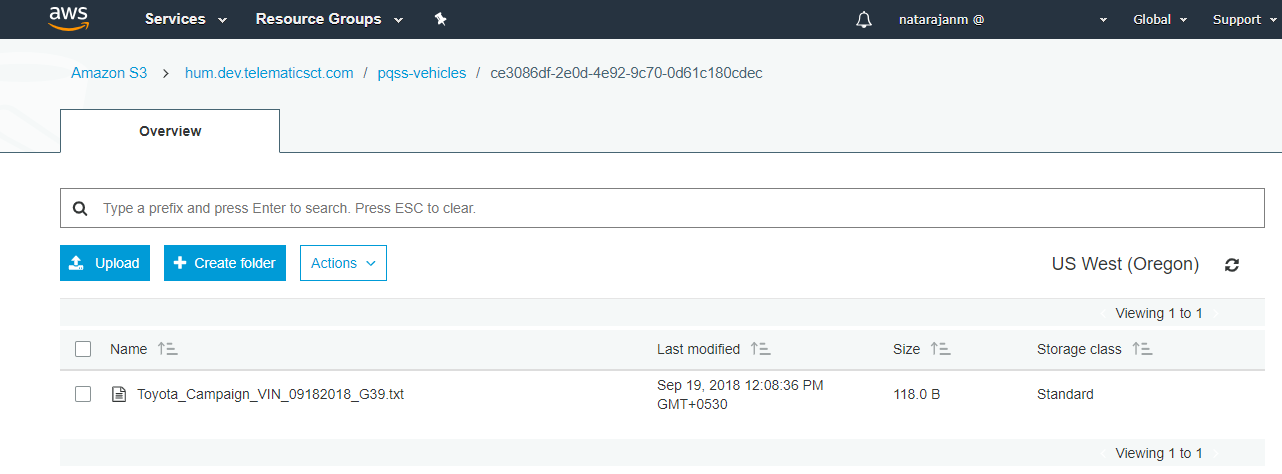 aws Services Resource Groups natarajanm @ Global Support
Amazon S3 > hum.dev.telematicsct.com / pqss-vehicles / ce3086df-2e0d-4e92-9c70-0d61c180cdec
Overview
Type a prefix and press Enter to search. Press ESC to clear.
Upload Create folder Actions US West (Oregon)
Viewing 1 to 1
Name Last modified Size Storage class
Toyota_Campaign_VIN_09182018_G39.txt Sep 19, 2018 12:08:36 PM 118.0 B Standard
GMT+0530
Viewing 1 to 1